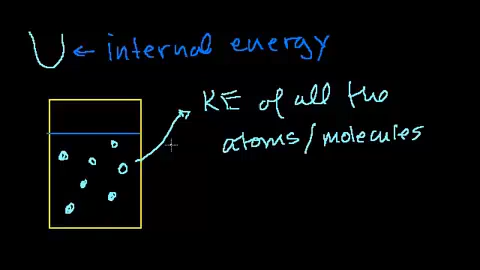 U ← internal energy
KE of all the
atoms/molecules